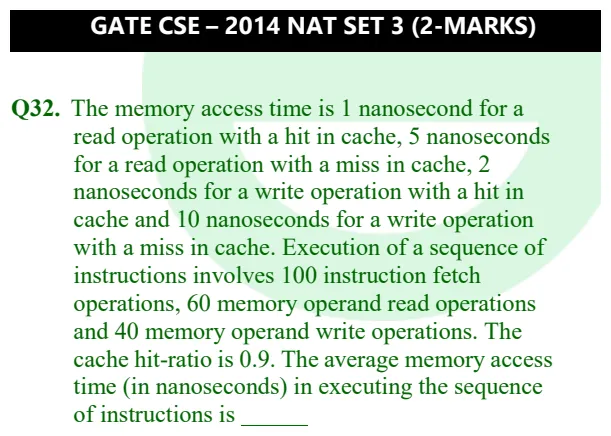 GATE CSE – 2014 NAT SET 3 (2-MARKS)
Q32. The memory access time is 1 nanosecond for a
read operation with a hit in cache, 5 nanoseconds
for a read operation with a miss in cache, 2
nanoseconds for a write operation with a hit in
cache and 10 nanoseconds for a write operation
with a miss in cache. Execution of a sequence of
instructions involves 100 instruction fetch
operations, 60 memory operand read operations
and 40 memory operand write operations. The
cache hit-ratio is 0.9. The average memory access
time (in nanoseconds) in executing the sequence
of instructions is ______